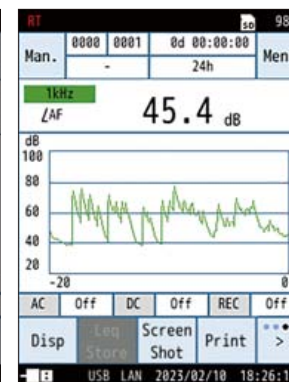 RT SD 98
0000 0001 0d 00:00:00
Man. - 24h Men
1kHz
LAF 45.4 dB
dB
100
80
60
40
20
-20 0
AC Off DC Off REC Off
Disp Leq Store Screen Shot Print >
USB LAN 2023/02/10 18:26:1